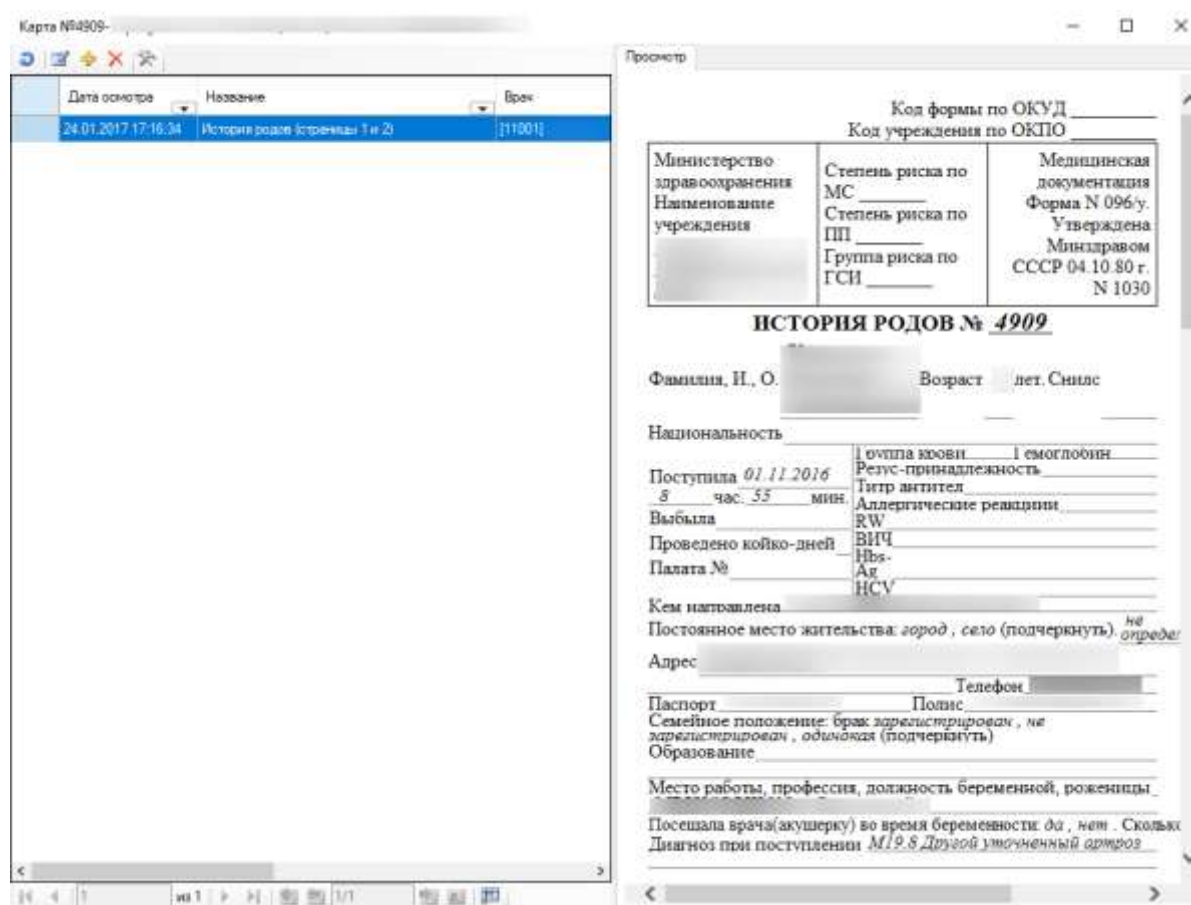 Карта №4909-
Просмотр
Дата осмотра
Название
Врач
24.01.2017 17:16:34 История родов (страницы 1 и 2) [11001]
1 из 1 1/1
Код формы по ОКУД
Код учреждения по ОКПО
Министерство
здравоохранения
Наименование
учреждения
Степень риска по
МС
Степень риска по
ПП
Группа риска по
ГСИ
Медицинская
документация
Форма N 096/у.
Утверждена
Минздравом
СССР 04.10.80 г.
N 1030
ИСТОРИЯ РОДОВ № 4909
Фамилия, И., О. Возраст лет. Снилс
Национальность
Группа крови Гемоглобин
Поступила 01.11.2016
8 час. 55 мин.
Выбыла
Проведено койко-дней
Палата №
Резус-принадлежность
Титр антител
Аллергические реакциии
RW
ВИЧ
Hbs-
Ag
HCV
Кем направлена
Постоянное место жительства: город , село (подчеркнуть). не
Адрес
Телефон
Паспорт Полис
Семейное положение: брак зарегистрирован , не
зарегистрирован , одинокая (подчеркнуть)
Образование
Место работы, профессия, должность беременной, роженицы
Посещала врача(акушерку) во время беременности: да , нет . Сколько
Диагноз при поступлении M19.8 Другой уточненный артроз